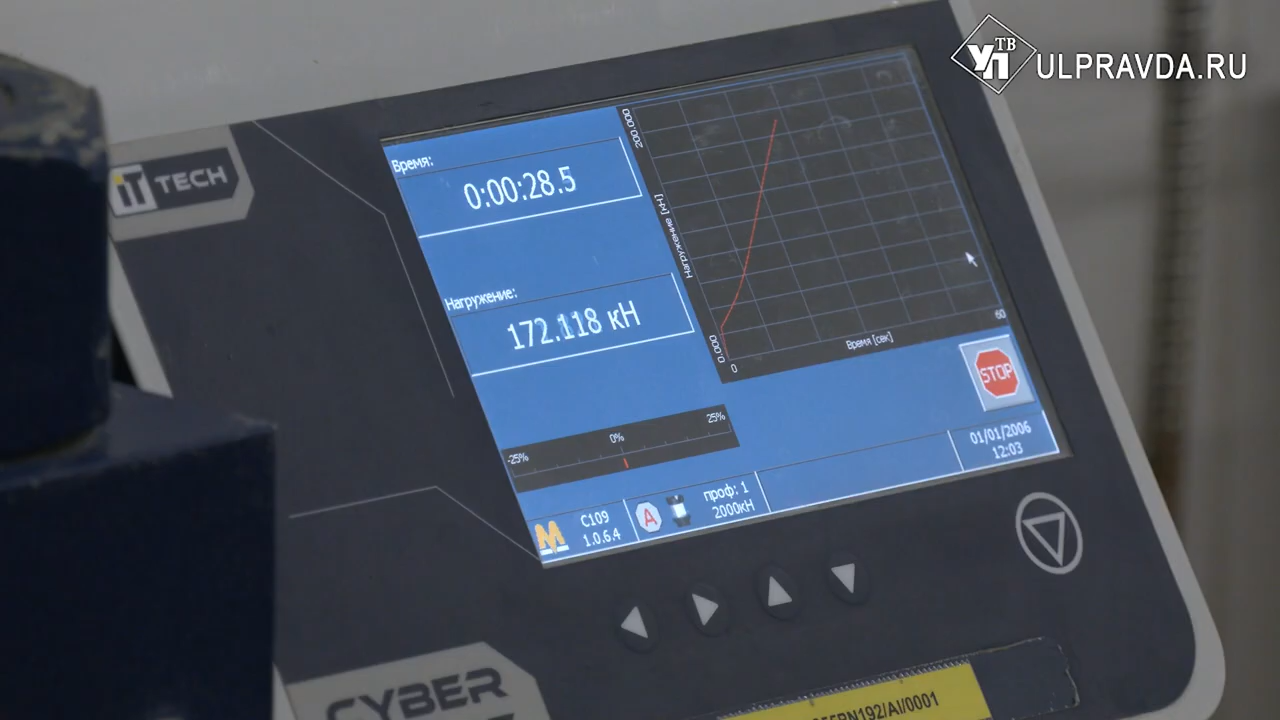 УП ТВ
ULPRAVDA.RU
TECH
Время:
0:00:28.5
Нагружение:
172.118 кН
200.000
Нагружение [кН]
0.000
0
Время [сек]
60
STOP
-25%
0%
25%
C109
1.0.6.4
A
проф: 1
2000кН
01/01/2006
12:03
CYBER